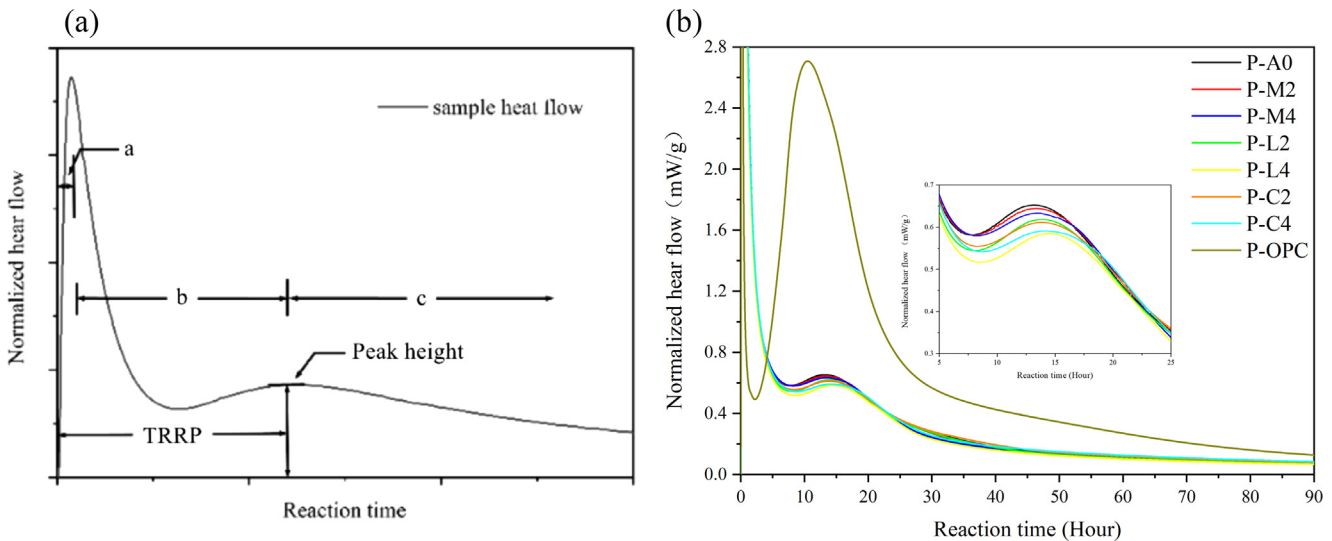 (a)
sample heat flow
a
b
c
Peak height
TRRP
Normalized hear flow
Reaction time
(b)
2.8
2.4
2.0
1.6
1.2
0.8
0.4
0.0
Normalized hear flow（mW/g）
P-A0
P-M2
P-M4
P-L2
P-L4
P-C2
P-C4
P-OPC
0.7
0.6
0.5
0.4
0.3
Normalized hear flow（mW/g）
5 10 15 20 25
Reaction time (Hour)
0 10 20 30 40 50 60 70 80 90
Reaction time (Hour)